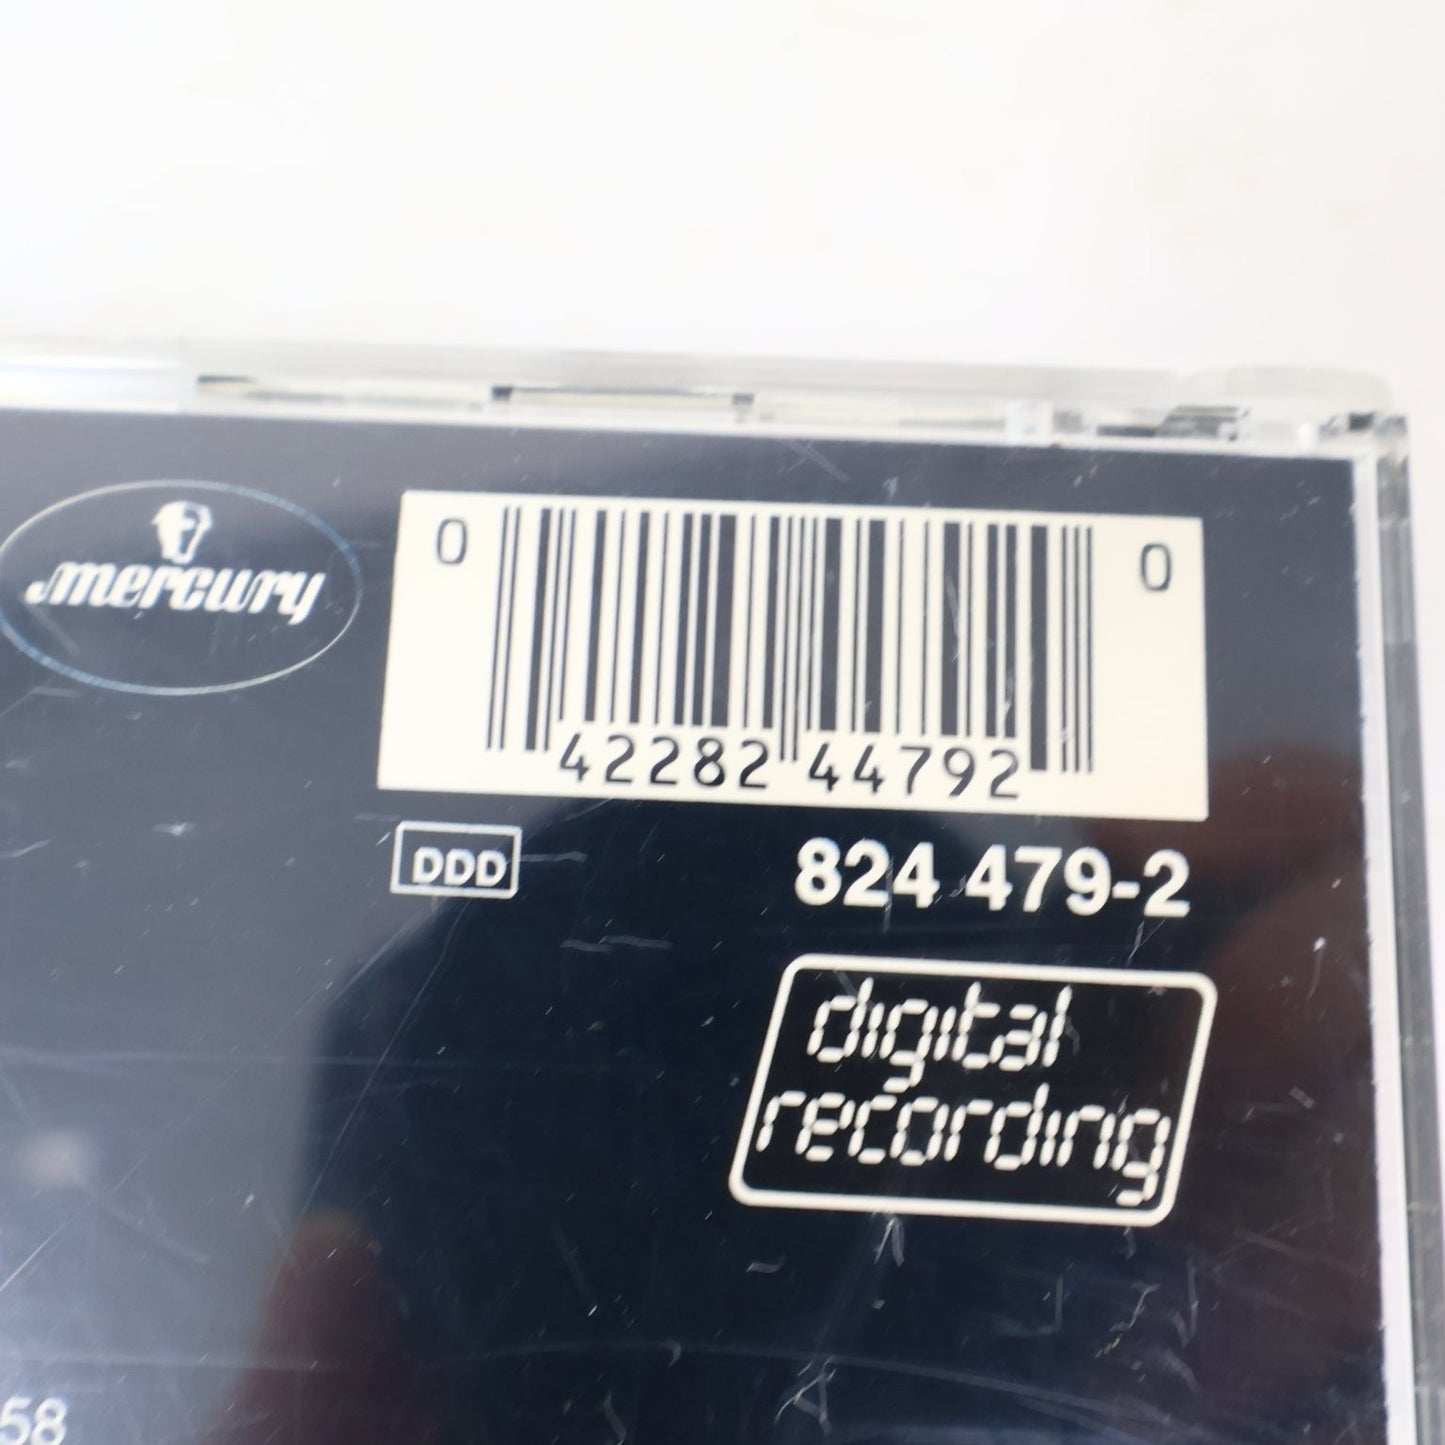 mercury
0 42282 44792 0
DDD
824 479-2
digital
recording
58